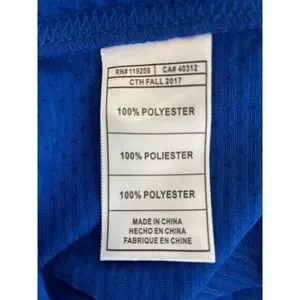 RN# 119298 CA# 40312
CTH FALL 2017
100% POLYESTER
100% POLIESTER
100% POLYESTER
MADE IN CHINA
HECHO EN CHINA
FABRIQUE EN CHINE